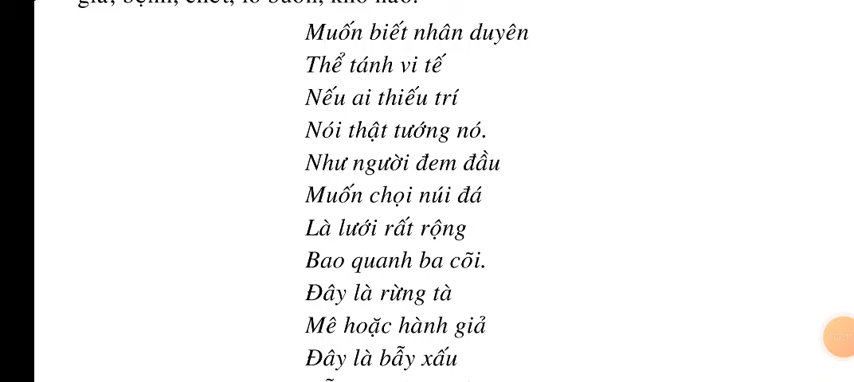 Muốn biết nhân duyên
Thể tánh vi tế
Nếu ai thiếu trí
Nói thật tướng nó.
Như người đem đầu
Muốn chọi núi đá
Là lưới rất rộng
Bao quanh ba cõi.
Đây là rừng tà
Mê hoặc hành giả
Đây là bẫy xấu